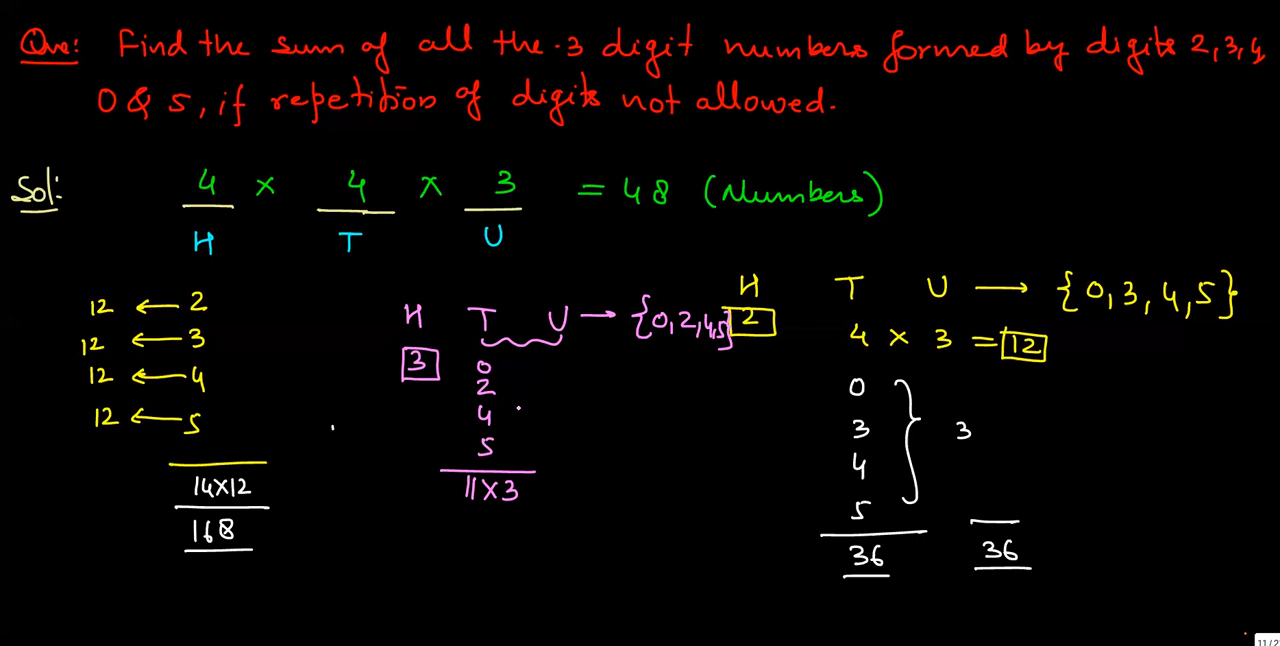 Que: Find the sum of all the 3 digit numbers formed by digits 2, 3, 4,
0 & 5, if repetition of digits not allowed.
Sol: 4 × 4 × 3 = 48 (Numbers)
H T U
12 ← 2
12 ← 3
12 ← 4
12 ← 5
14×12
168
H T U → {0,2,4,5}
3 0
2
4
5
11×3
H T U → {0,3,4,5}
2 4 × 3 = 12
0
3 } 3
4
5
36 36
11/2